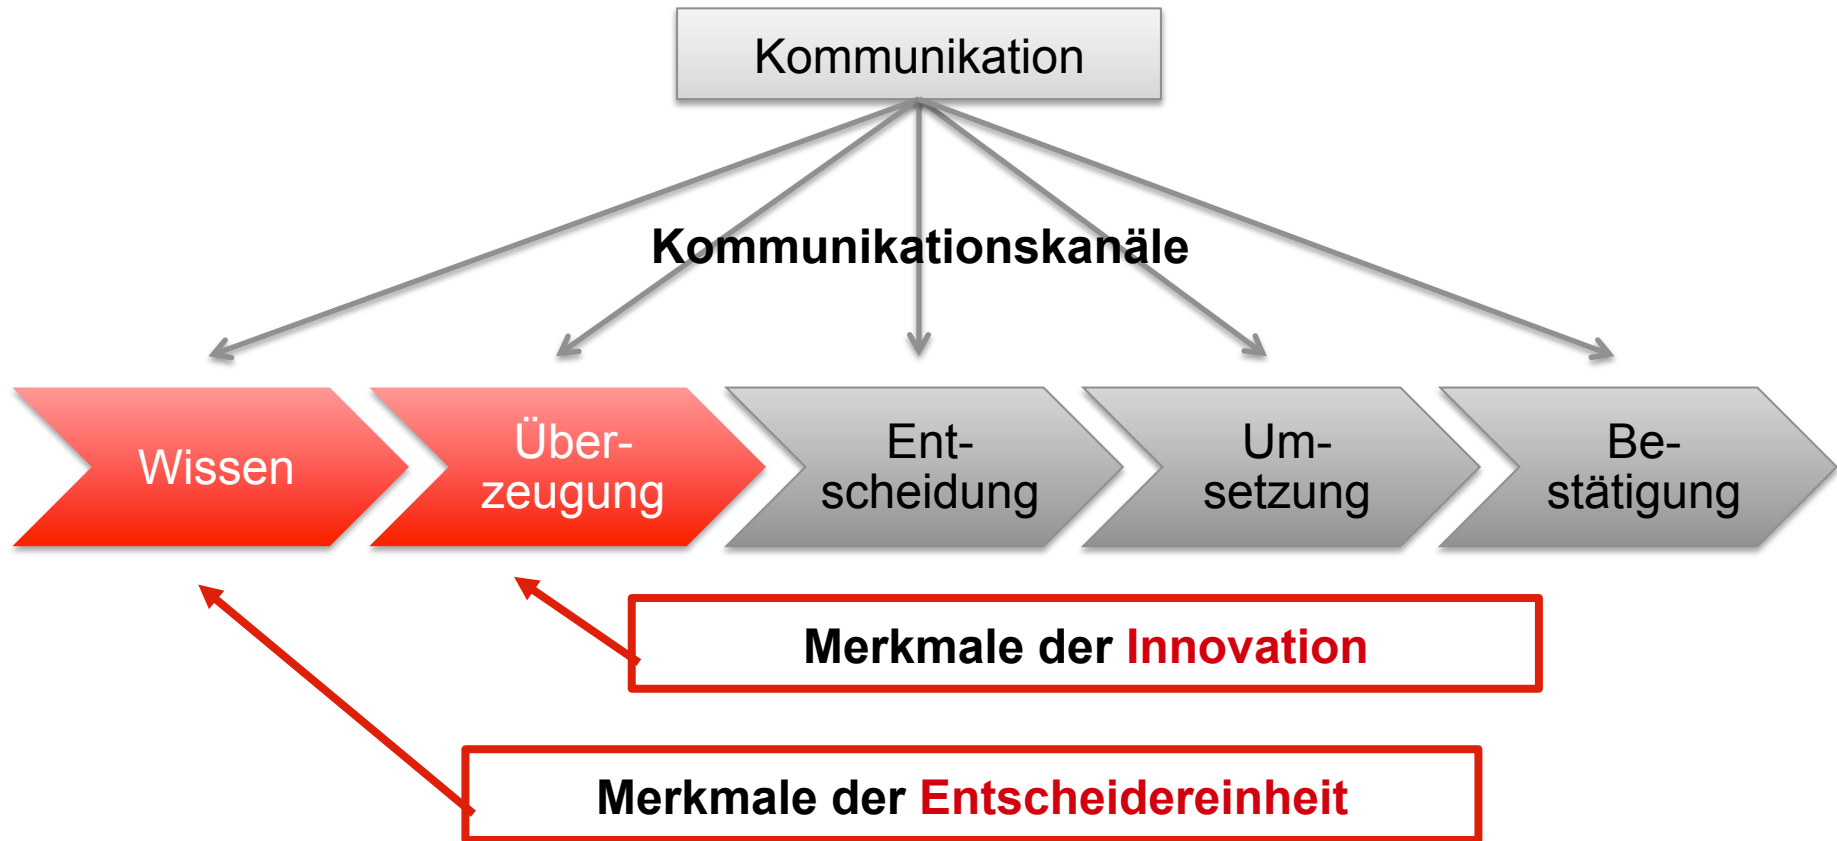 Kommunikation
Kommunikationskanäle
Wissen
Über-
zeugung
Ent-
scheidung
Um-
setzung
Be-
stätigung
Merkmale der Innovation
Merkmale der Entscheidereinheit